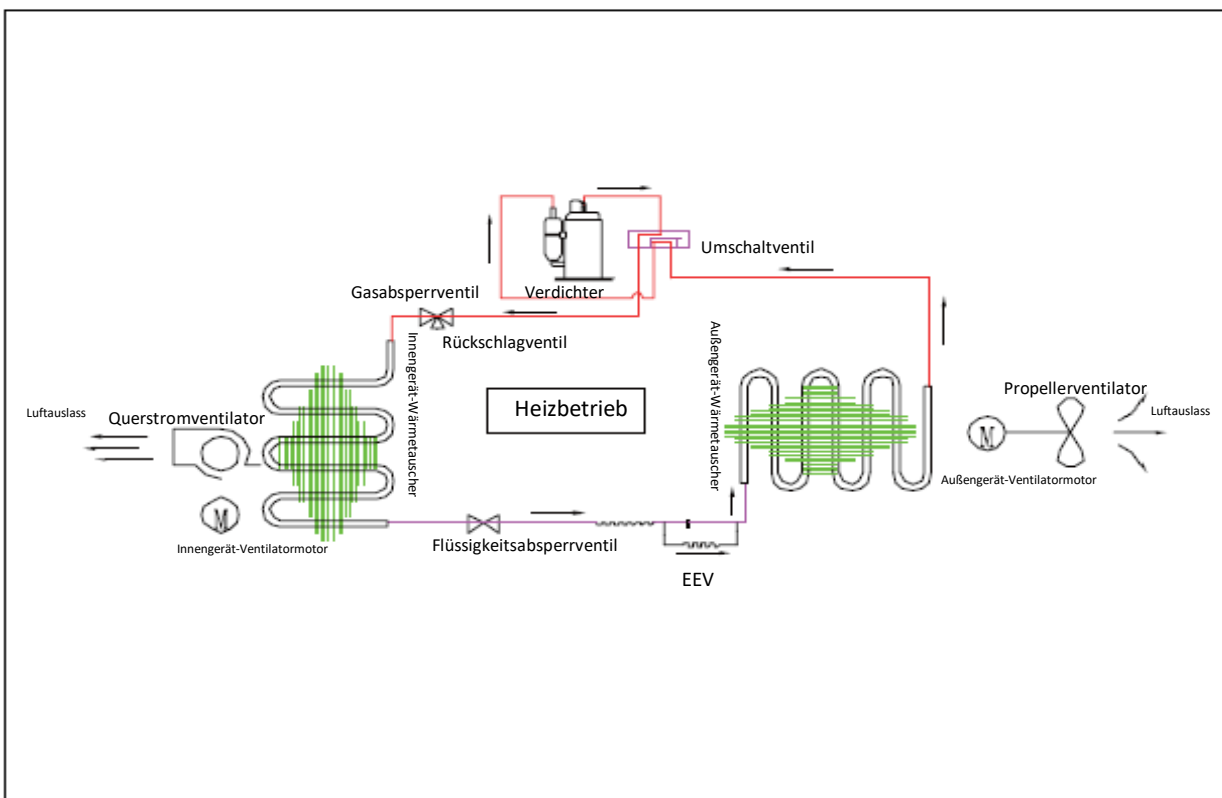 Umschaltventil
Gasabsperrventil
Verdichter
Rückschlagventil
Innengerät-Wärmetauscher
Außengerät-Wärmetauscher
Heizbetrieb
Propellerventilator
Luftauslass
Querstromventilator
Luftauslass
M
M
Außengerät-Ventilatormotor
Innengerät-Ventilatormotor
Flüssigkeitsabsperrventil
EEV